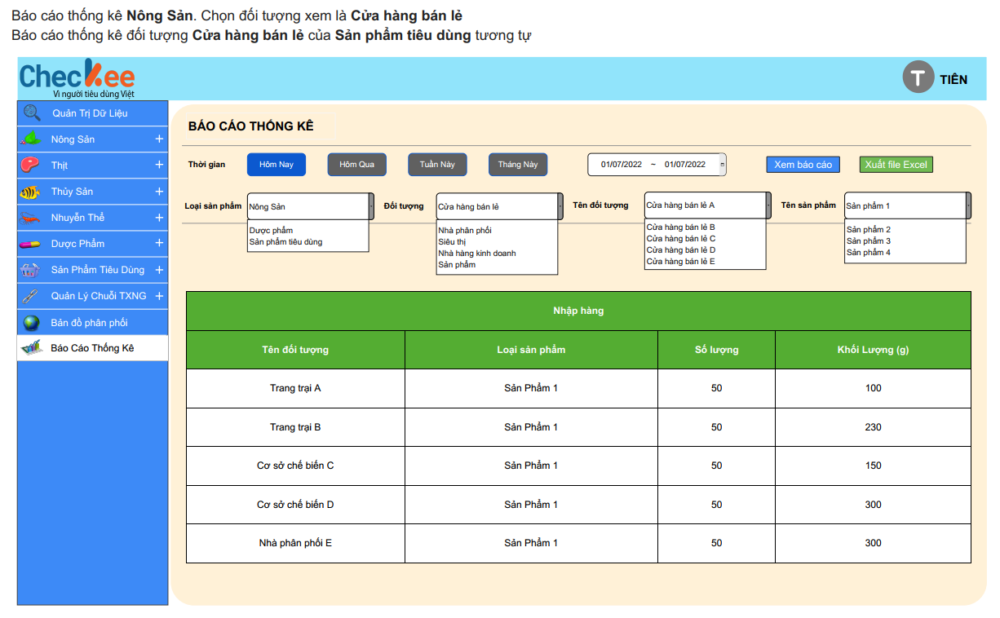 Báo cáo thống kê Nông Sản. Chọn đối tượng xem là Cửa hàng bán lẻ
Báo cáo thống kê đối tượng Cửa hàng bán lẻ của Sản phẩm tiêu dùng tương tự
Checkee
Vì người tiêu dùng Việt
T TIÊN
Quản Trị Dữ Liệu
Nông Sản +
Thịt +
Thủy Sản +
Nhuyễn Thể +
Dược Phẩm +
Sản Phẩm Tiêu Dùng +
Quản Lý Chuỗi TXNG +
Bản đồ phân phối
Báo Cáo Thống Kê
BÁO CÁO THỐNG KÊ
Thời gian Hôm Nay Hôm Qua Tuần Này Tháng Này 01/07/2022 ~ 01/07/2022 Xem báo cáo Xuất file Excel
Loại sản phẩm Nông Sản Đối tượng Cửa hàng bán lẻ Tên đối tượng Cửa hàng bán lẻ A Tên sản phẩm Sản phẩm 1
Dược phẩm
Sản phẩm tiêu dùng
Nhà phân phối
Siêu thị
Nhà hàng kinh doanh
Sản phẩm
Cửa hàng bán lẻ B
Cửa hàng bán lẻ C
Cửa hàng bán lẻ D
Cửa hàng bán lẻ E
Sản phẩm 2
Sản phẩm 3
Sản phẩm 4
Nhập hàng
Tên đối tượng Loại sản phẩm Số lượng Khối Lượng (g)
Trang trại A Sản Phẩm 1 50 100
Trang trại B Sản Phẩm 1 50 230
Cơ sở chế biến C Sản Phẩm 1 50 150
Cơ sở chế biến D Sản Phẩm 1 50 300
Nhà phân phối E Sản Phẩm 1 50 300